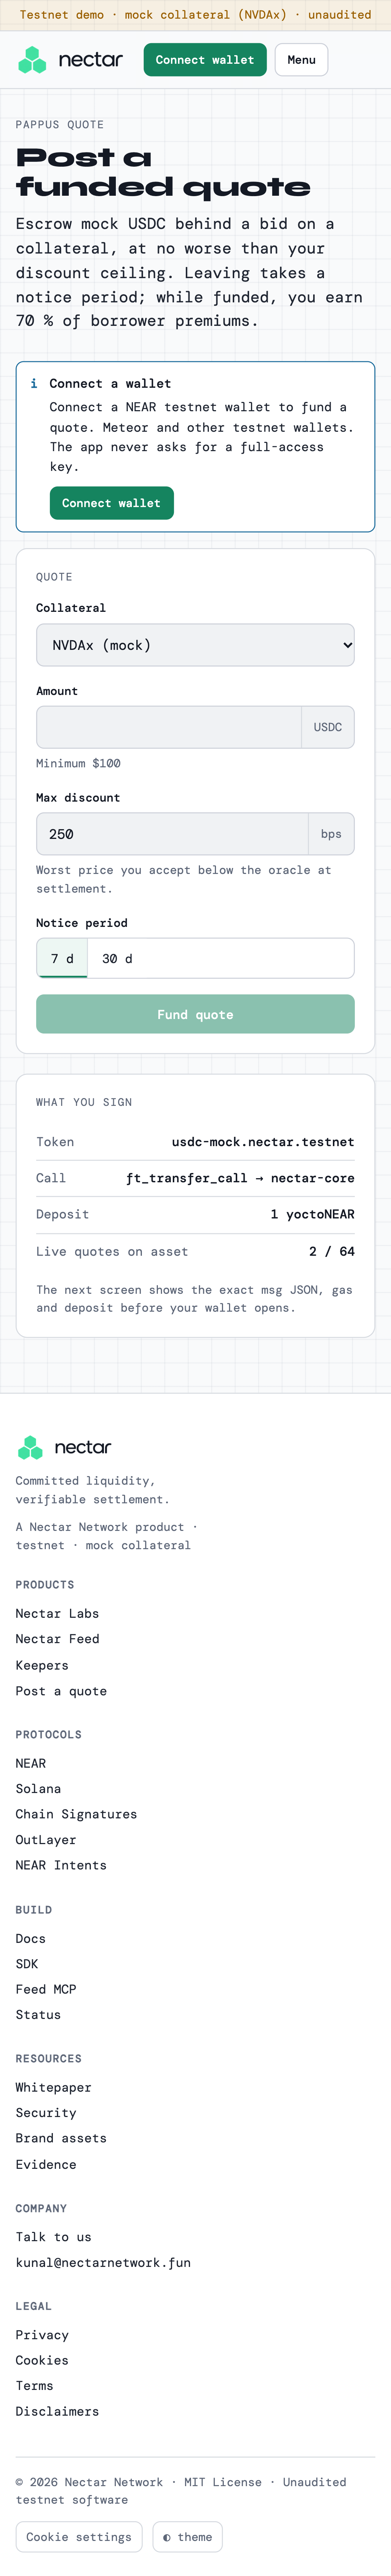 Testnet demo · mock collateral (NVDAx) · unaudited
nectar
Connect wallet
Menu
PAPPUS QUOTE
Post a
funded quote
Escrow mock USDC behind a bid on a
collateral, at no worse than your
discount ceiling. Leaving takes a
notice period; while funded, you earn
70 % of borrower premiums.
i Connect a wallet
Connect a NEAR testnet wallet to fund a
quote. Meteor and other testnet wallets.
The app never asks for a full-access
key.
Connect wallet
QUOTE
Collateral
NVDAx (mock)
Amount
USDC
Minimum $100
Max discount
250 bps
Worst price you accept below the oracle at
settlement.
Notice period
7 d 30 d
Fund quote
WHAT YOU SIGN
Token usdc-mock.nectar.testnet
Call ft_transfer_call → nectar-core
Deposit 1 yoctoNEAR
Live quotes on asset 2 / 64
The next screen shows the exact msg JSON, gas
and deposit before your wallet opens.
nectar
Committed liquidity,
verifiable settlement.
A Nectar Network product ·
testnet · mock collateral
PRODUCTS
Nectar Labs
Nectar Feed
Keepers
Post a quote
PROTOCOLS
NEAR
Solana
Chain Signatures
OutLayer
NEAR Intents
BUILD
Docs
SDK
Feed MCP
Status
RESOURCES
Whitepaper
Security
Brand assets
Evidence
COMPANY
Talk to us
kunal@nectarnetwork.fun
LEGAL
Privacy
Cookies
Terms
Disclaimers
© 2026 Nectar Network · MIT License · Unaudited
testnet software
Cookie settings
◐ theme